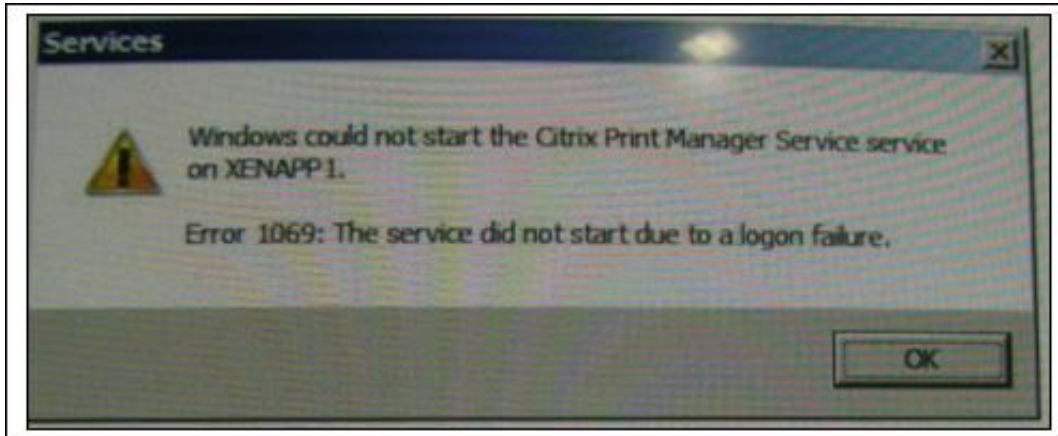 Services
Windows could not start the Citrix Print Manager Service service
on XENAPP1.
Error 1069: The service did not start due to a logon failure.
OK